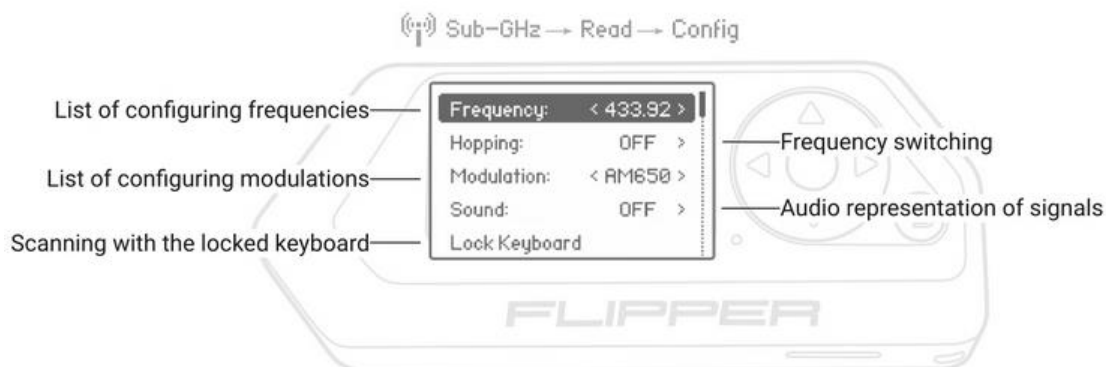 Sub-GHz → Read → Config
List of configuring frequencies
Frequency: < 433.92 >
Hopping: OFF >
Frequency switching
List of configuring modulations
Modulation: < AM650 >
Sound: OFF >
Audio representation of signals
Scanning with the locked keyboard
Lock Keyboard
FLIPPER